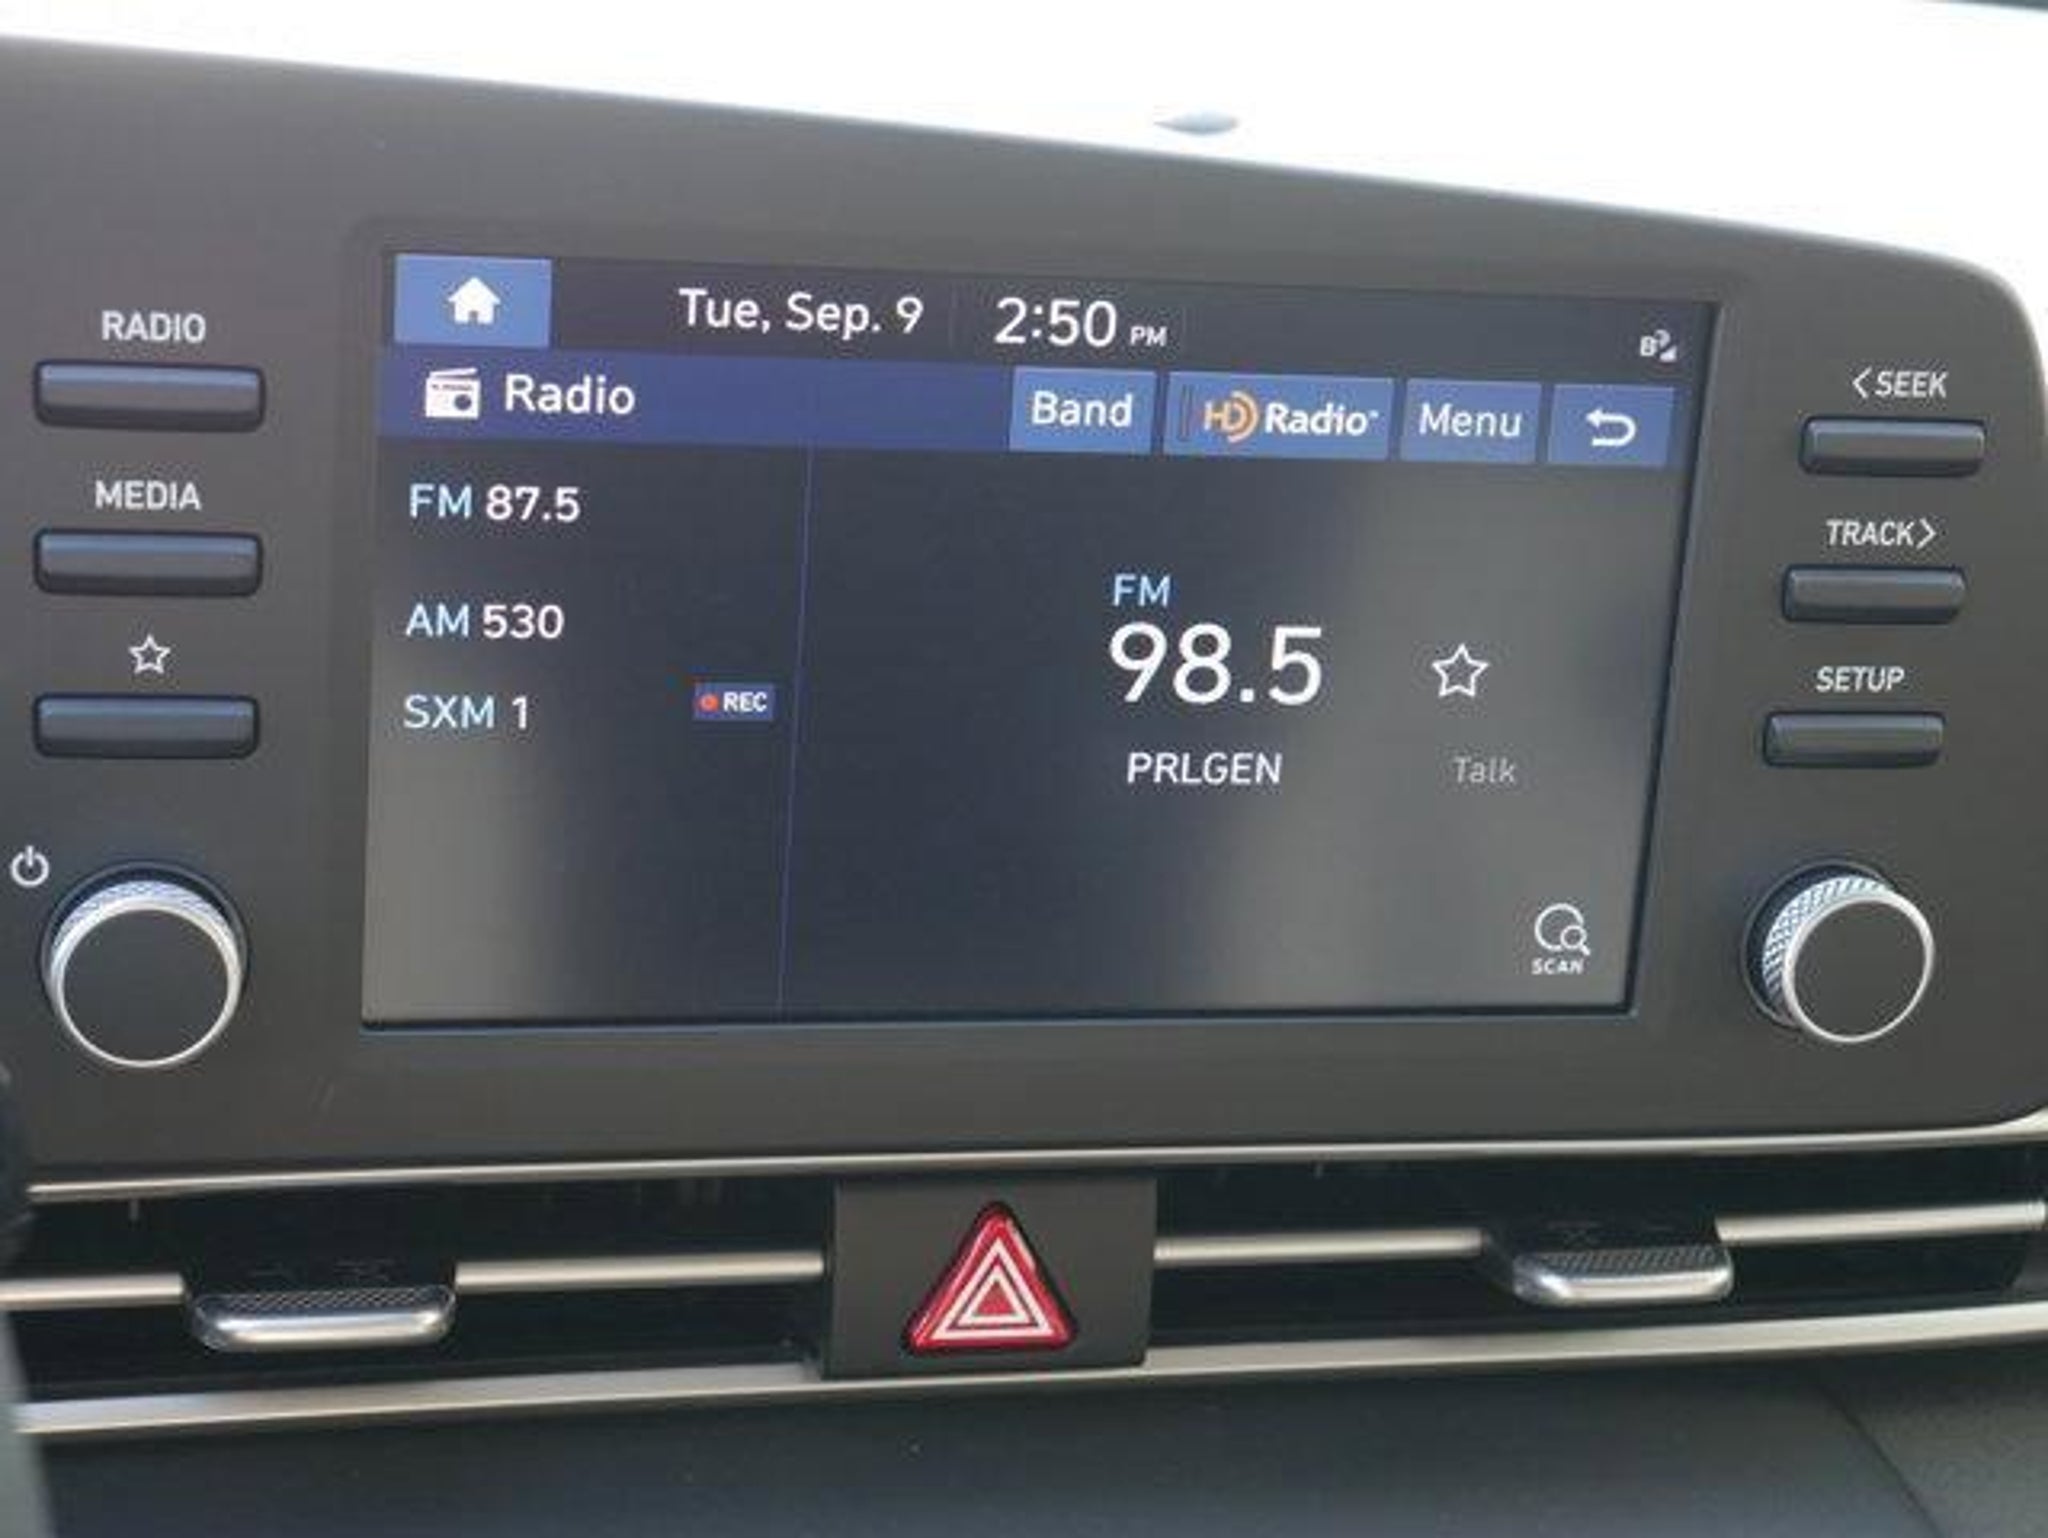 RADIO
MEDIA
Tue, Sep. 9 2:50 PM
Radio
Band
HD Radio
Menu
FM 87.5
AM 530
SXM 1
REC
FM
98.5
PRLGEN
Talk
SCAN
<SEEK
TRACK>
SETUP